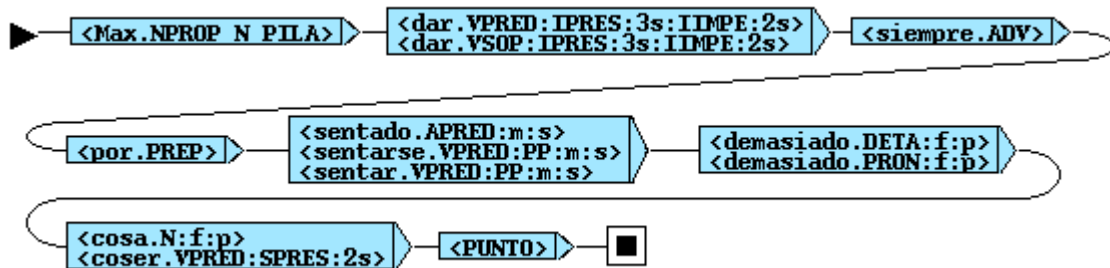 <Max.NPROP N PILA>
<dar.VPRED:IPRES:3s:IIMPE:2s>
<dar.VSOP:IPRES:3s:IIMPE:2s>
<siempre.ADV>
<por.PREP>
<sentado.APRED:m:s>
<sentarse.VPRED:PP:m:s>
<sentar.VPRED:PP:m:s>
<demasiado.DETA:f:p>
<demasiado.PRON:f:p>
<cosa.N:f:p>
<coser.VPRED:SPRES:2s>
<PUNTO>